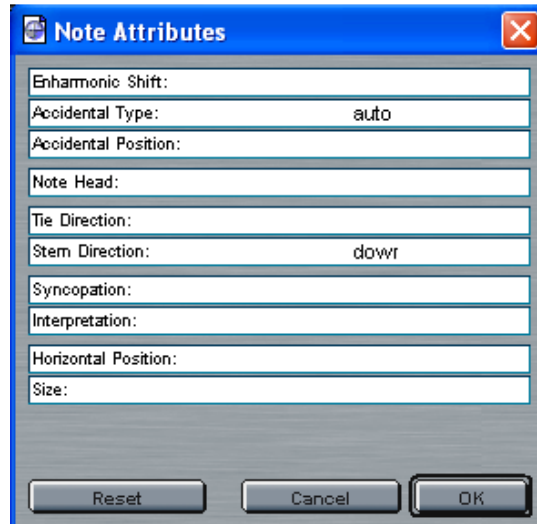 Note Attributes
Enharmonic Shift:
Accidental Type: auto
Accidental Position:
Note Head:
Tie Direction:
Stem Direction: dowr
Syncopation:
Interpretation:
Horizontal Position:
Size:
Reset Cancel OK